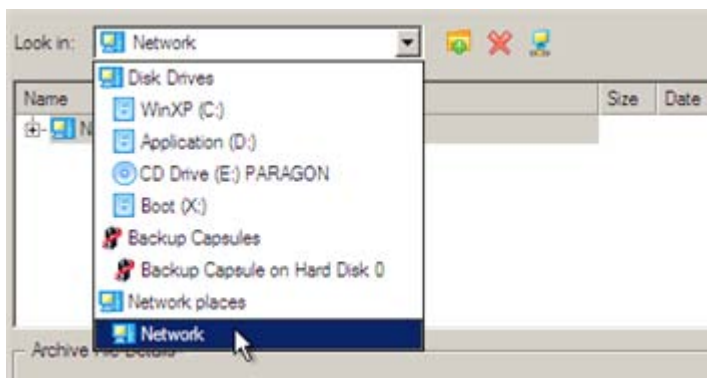 Look in: Network
Disk Drives
Name Size Date
WinXP (C:)
N
Application (D:)
CD Drive (E:) PARAGON
Boot (X:)
Backup Capsules
Backup Capsule on Hard Disk 0
Network places
Network
Archive